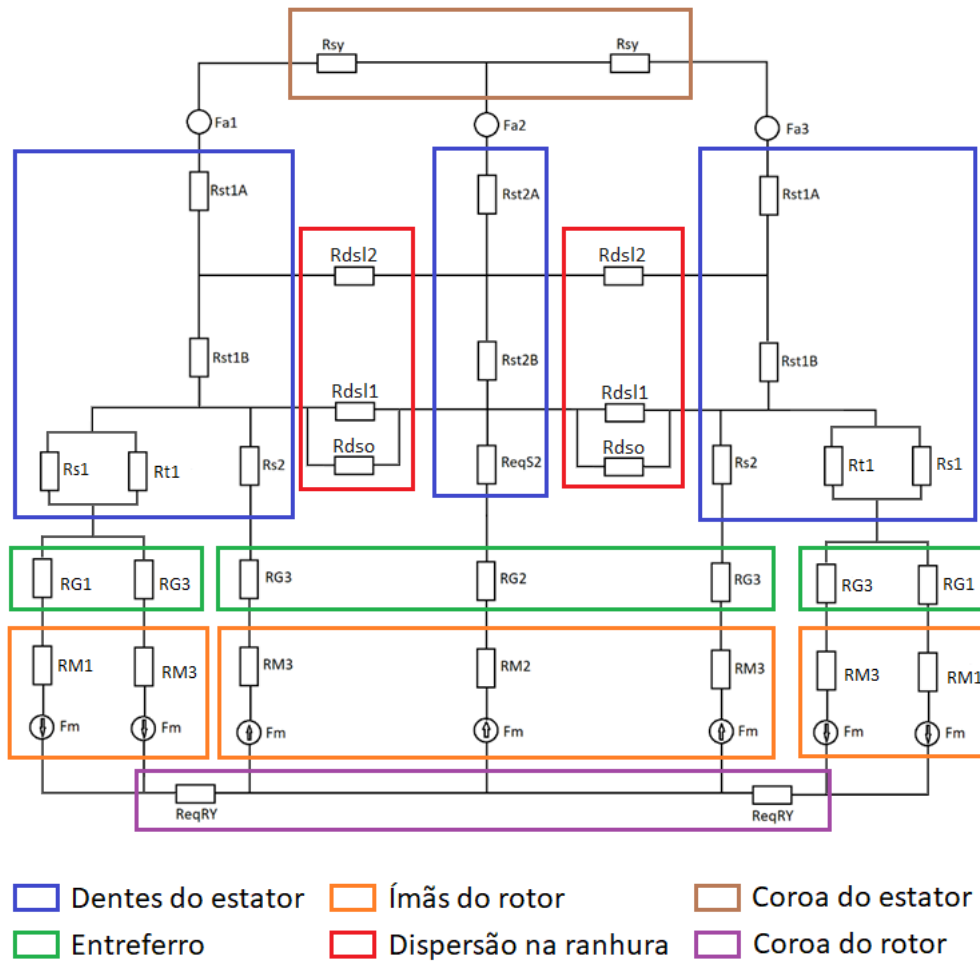 Rsy Rsy
Fa1 Fa2 Fa3
Rst1A Rst2A Rst1A
Rdsl2 Rdsl2
Rst1B Rst2B Rst1B
Rdsl1 Rdsl1
Rs1 Rt1 Rs2 Rdso ReqS2 Rdso Rs2 Rt1 Rs1
RG1 RG3 RG3 RG2 RG3 RG3 RG1
RM1 RM3 RM3 RM2 RM3 RM3 RM1
Fm Fm Fm Fm Fm Fm Fm
ReqRY ReqRY
Dentes do estator Ímãs do rotor Coroa do estator
Entreferro Dispersão na ranhura Coroa do rotor